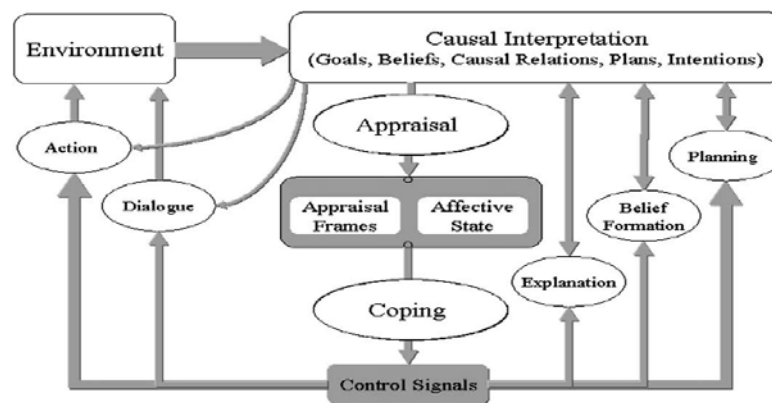 Environment
Causal Interpretation
(Goals, Beliefs, Causal Relations, Plans, Intentions)
Action
Appraisal
Planning
Dialogue
Appraisal
Frames
Affective
State
Belief
Formation
Explanation
Coping
Control Signals